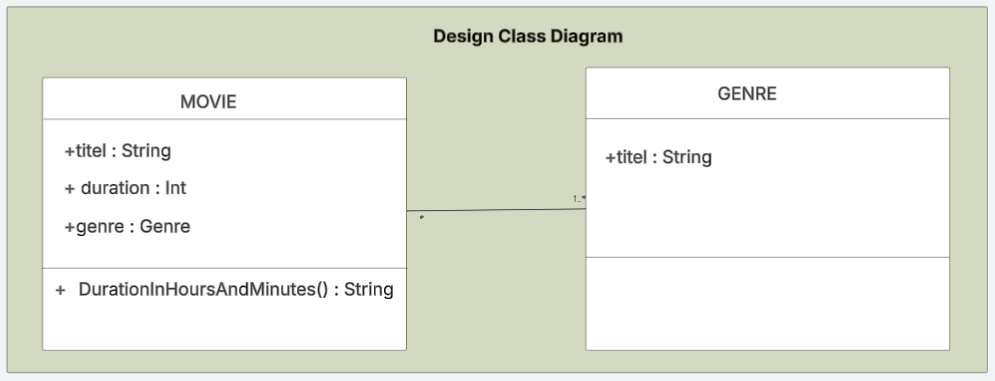 Design Class Diagram
MOVIE
+titel : String
+ duration : Int
+genre : Genre
+ DurationInHoursAndMinutes() : String
*
1..*
GENRE
+titel : String